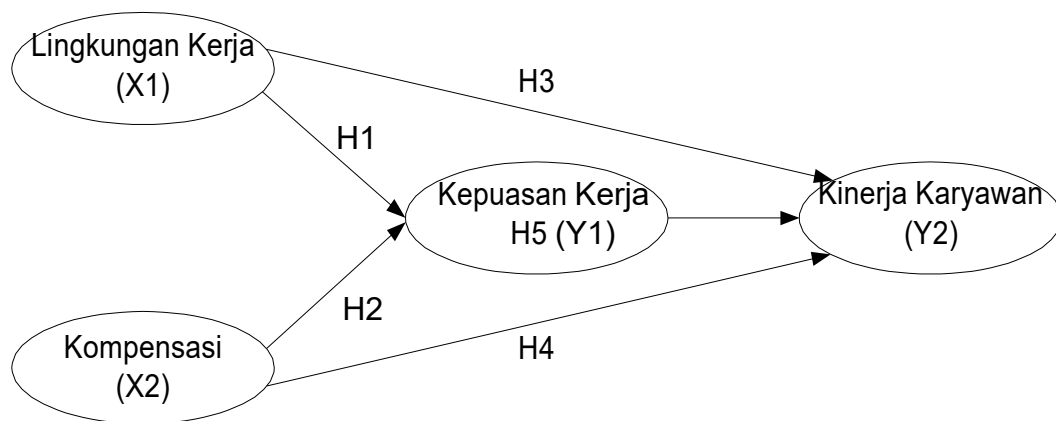 Lingkungan Kerja
(X1)
H3
H1
Kepuasan Kerja
H5 (Y1)
Kinerja Karyawan
(Y2)
H2
Kompensasi
(X2)
H4